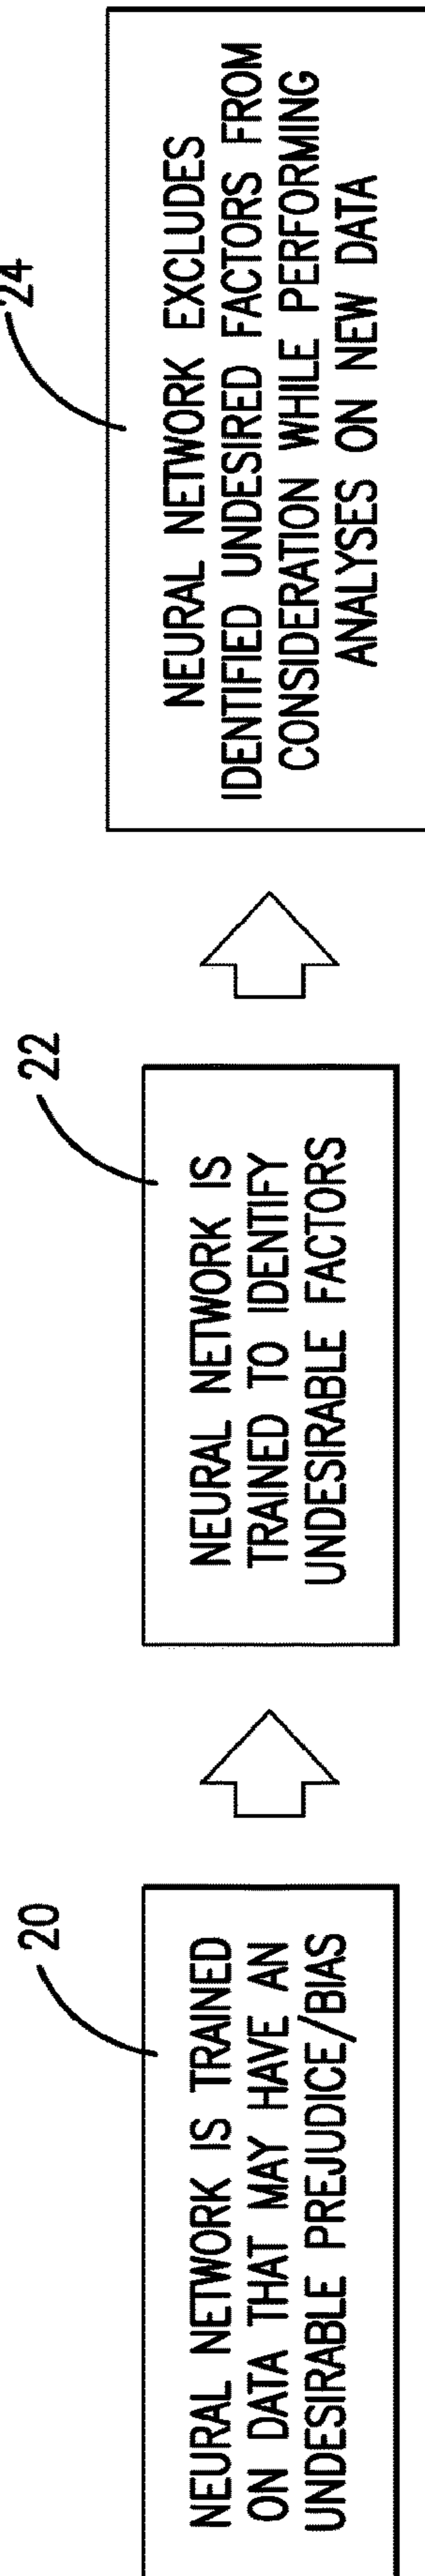 20
NEURAL NETWORK IS TRAINED
ON DATA THAT MAY HAVE AN
UNDESIRABLE PREJUDICE/BIAS
22
NEURAL NETWORK IS
TRAINED TO IDENTIFY
UNDESIRABLE FACTORS
24
NEURAL NETWORK EXCLUDES
IDENTIFIED UNDESIRED FACTORS FROM
CONSIDERATION WHILE PERFORMING
ANALYSES ON NEW DATA